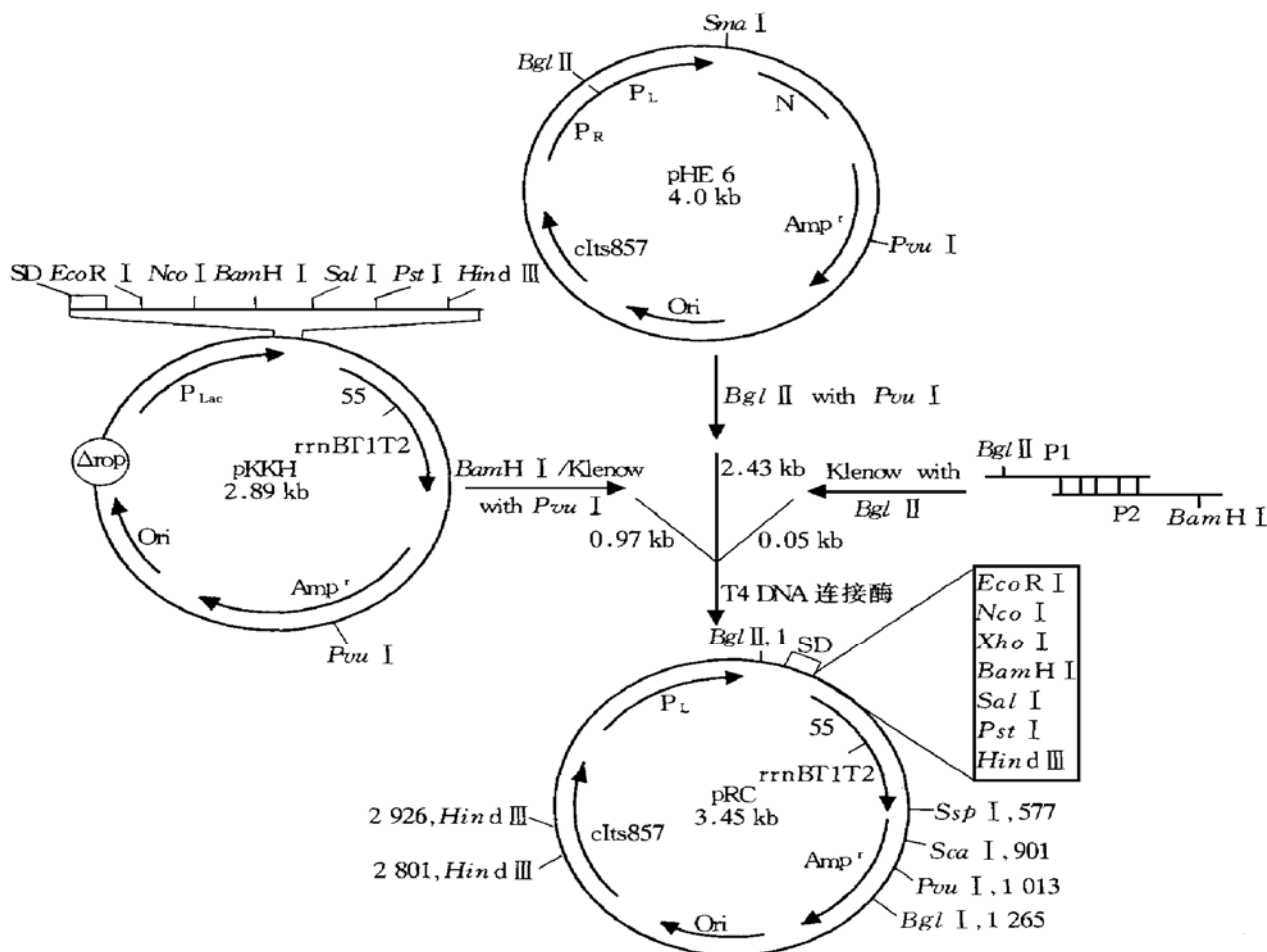 Sma Ⅰ
Bgl Ⅱ
P L
N
P R
pHE 6
4.0 kb
Amp r
cIts857
Pvu Ⅰ
Ori
SD EcoR Ⅰ Nco Ⅰ BamH Ⅰ Sal Ⅰ Pst Ⅰ Hind Ⅲ
P Lac
55
rrnBT1T2
Δrop
pKKH
2.89 kb
Ori
Amp r
Pvu Ⅰ
Bgl Ⅱ with Pvu Ⅰ
BamH Ⅰ /Klenow
with Pvu Ⅰ
0.97 kb
2.43 kb
Klenow with
Bgl Ⅱ
0.05 kb
Bgl Ⅱ P1
P2
BamH Ⅰ
T4 DNA 连接酶
Bgl Ⅱ, 1
SD
EcoR Ⅰ
Nco Ⅰ
Xho Ⅰ
BamH Ⅰ
Sal Ⅰ
Pst Ⅰ
Hind Ⅲ
P L
55
rrnBT1T2
pRC
3.45 kb
cIts857
2 926, Hind Ⅲ
2 801, Hind Ⅲ
Ssp Ⅰ, 577
Sca Ⅰ, 901
Amp r
Pvu Ⅰ, 1 013
Bgl Ⅰ, 1 265
Ori